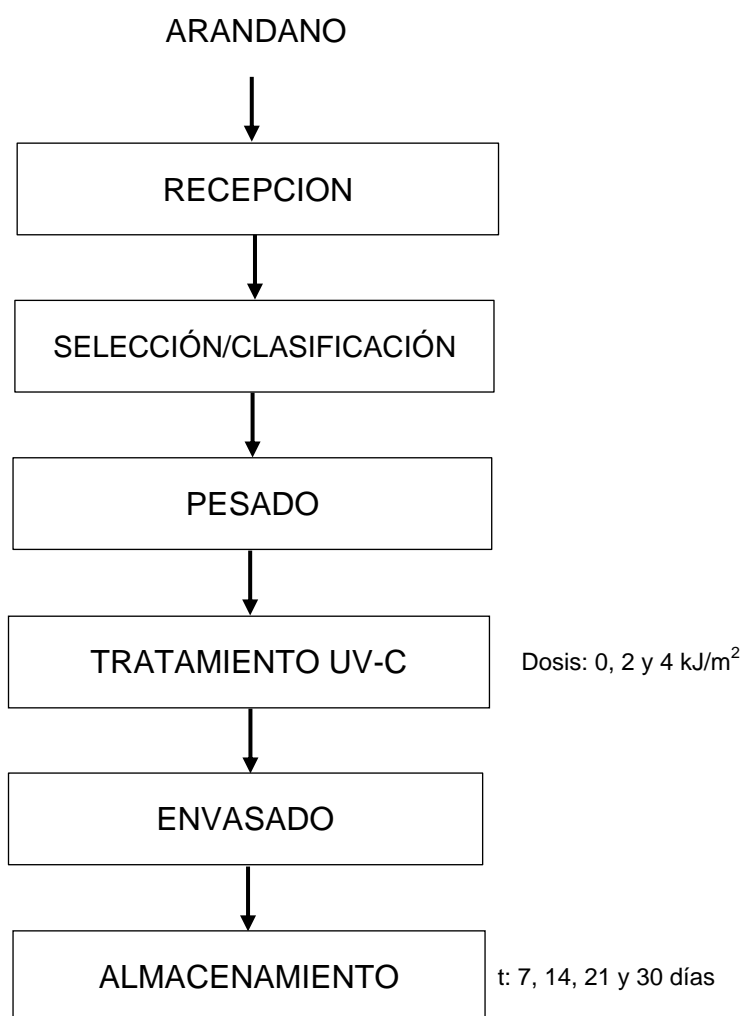 ARANDANO
RECEPCION
SELECCIÓN/CLASIFICACIÓN
PESADO
TRATAMIENTO UV-C
Dosis: 0, 2 y 4 kJ/m²
ENVASADO
ALMACENAMIENTO
t: 7, 14, 21 y 30 días